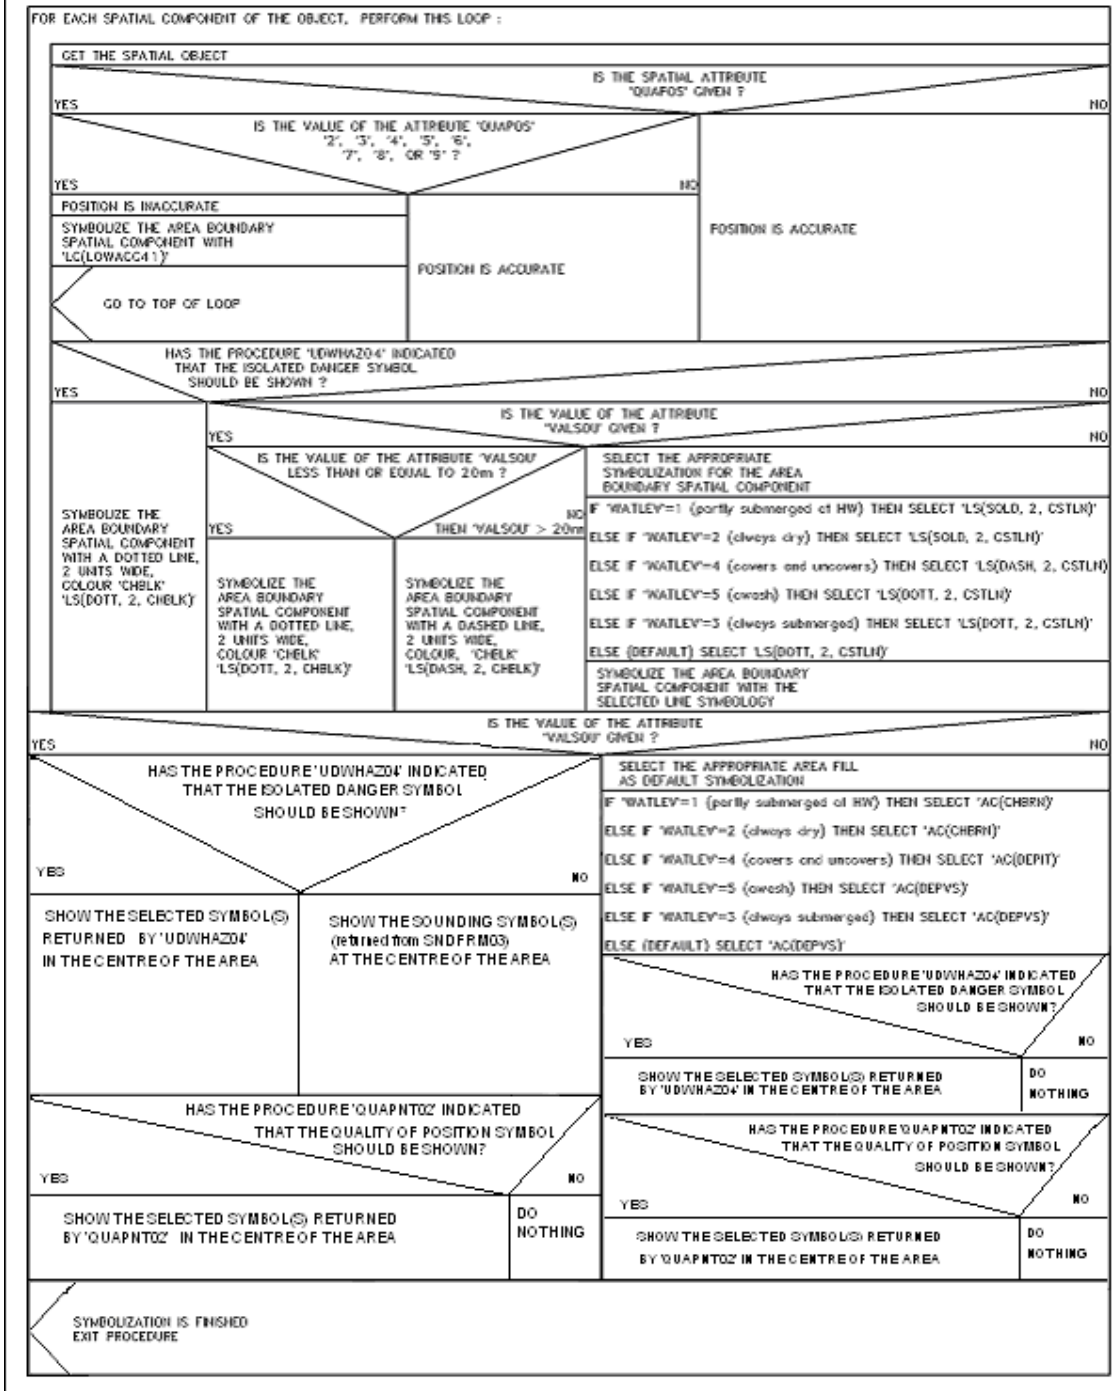 FOR EACH SPATIAL COMPONENT OF THE OBJECT, PERFORM THIS LOOP :
GET THE SPATIAL OBJECT
IS THE SPATIAL ATTRIBUTE
'QUAPOS' GIVEN ?
YES
NO
IS THE VALUE OF THE ATTRIBUTE 'QUAPOS'
'2', '3', '4', '5', '6',
'7', '8', OR '9' ?
YES
NO
POSITION IS INACCURATE
SYMBOLIZE THE AREA BOUNDARY
SPATIAL COMPONENT WITH
'LC(LOWACC41)'
GO TO TOP OF LOOP
POSITION IS ACCURATE
POSITION IS ACCURATE
HAS THE PROCEDURE 'UDWHAZ04' INDICATED
THAT THE ISOLATED DANGER SYMBOL
SHOULD BE SHOWN ?
YES
NO
SYMBOLIZE THE
AREA BOUNDARY
SPATIAL COMPONENT
WITH A DOTTED LINE,
2 UNITS WIDE,
COLOUR 'CHBLK'
'LS(DOTT, 2, CHBLK)'
IS THE VALUE OF THE ATTRIBUTE
'VALSOU' GIVEN ?
YES
NO
IS THE VALUE OF THE ATTRIBUTE 'VALSOU'
LESS THAN OR EQUAL TO 20m ?
YES
NO
THEN 'VALSOU' > 20m
SYMBOLIZE THE
AREA BOUNDARY
SPATIAL COMPONENT
WITH A DOTTED LINE,
2 UNITS WIDE,
COLOUR 'CHBLK'
'LS(DOTT, 2, CHBLK)'
SYMBOLIZE THE
AREA BOUNDARY
SPATIAL COMPONENT
WITH A DASHED LINE,
2 UNITS WIDE,
COLOUR, 'CHBLK'
'LS(DASH, 2, CHBLK)'
SELECT THE APPROPRIATE
SYMBOLIZATION FOR THE AREA
BOUNDARY SPATIAL COMPONENT
IF 'WATLEV'=1 (partly submerged at HW) THEN SELECT 'LS(SOLD, 2, CSTLN)'
ELSE IF 'WATLEV'=2 (always dry) THEN SELECT 'LS(SOLD, 2, CSTLN)'
ELSE IF 'WATLEV'=4 (covers and uncovers) THEN SELECT 'LS(DASH, 2, CSTLN)
ELSE IF 'WATLEV'=5 (awash) THEN SELECT 'LS(DOTT, 2, CSTLN)'
ELSE IF 'WATLEV'=3 (always submerged) THEN SELECT 'LS(DOTT, 2, CSTLN)'
ELSE (DEFAULT) SELECT 'LS(DOTT, 2, CSTLN)'
SYMBOLIZE THE AREA BOUNDARY
SPATIAL COMPONENT WITH THE
SELECTED LINE SYMBOLOGY
IS THE VALUE OF THE ATTRIBUTE
'VALSOU' GIVEN ?
YES
NO
HAS THE PROCEDURE 'UDWHAZ04' INDICATED
THAT THE ISOLATED DANGER SYMBOL
SHOULD BE SHOWN?
YES
NO
SHOW THE SELECTED SYMBOL(S)
RETURNED BY 'UDWHAZ04'
IN THE CENTRE OF THE AREA
SHOW THE SOUNDING SYMBOL(S)
(returned from SNDFRM03)
AT THE CENTRE OF THE AREA
HAS THE PROCEDURE 'QUAPNT02' INDICATED
THAT THE QUALITY OF POSITION SYMBOL
SHOULD BE SHOWN?
YES
NO
SHOW THE SELECTED SYMBOL(S) RETURNED
BY 'QUAPNT02' IN THE CENTRE OF THE AREA
DO
NOTHING
SELECT THE APPROPRIATE AREA FILL
AS DEFAULT SYMBOLIZATION
IF 'WATLEV'=1 (partly submerged at HW) THEN SELECT 'AC(CHBRN)'
ELSE IF 'WATLEV'=2 (always dry) THEN SELECT 'AC(CHBRN)'
ELSE IF 'WATLEV'=4 (covers and uncovers) THEN SELECT 'AC(DEPIT)'
ELSE IF 'WATLEV'=5 (awash) THEN SELECT 'AC(DEPVS)'
ELSE IF 'WATLEV'=3 (always submerged) THEN SELECT 'AC(DEPVS)'
ELSE (DEFAULT) SELECT 'AC(DEPVS)'
HAS THE PROCEDURE 'UDWHAZ04' INDICATED
THAT THE ISOLATED DANGER SYMBOL
SHOULD BE SHOWN?
YES
NO
SHOW THE SELECTED SYMBOL(S) RETURNED
BY 'UDWHAZ04' IN THE CENTRE OF THE AREA
DO
NOTHING
HAS THE PROCEDURE 'QUAPNT02' INDICATED
THAT THE QUALITY OF POSITION SYMBOL
SHOULD BE SHOWN?
YES
NO
SHOW THE SELECTED SYMBOL(S) RETURNED
BY 'QUAPNT02' IN THE CENTRE OF THE AREA
DO
NOTHING
SYMBOLIZATION IS FINISHED
EXIT PROCEDURE